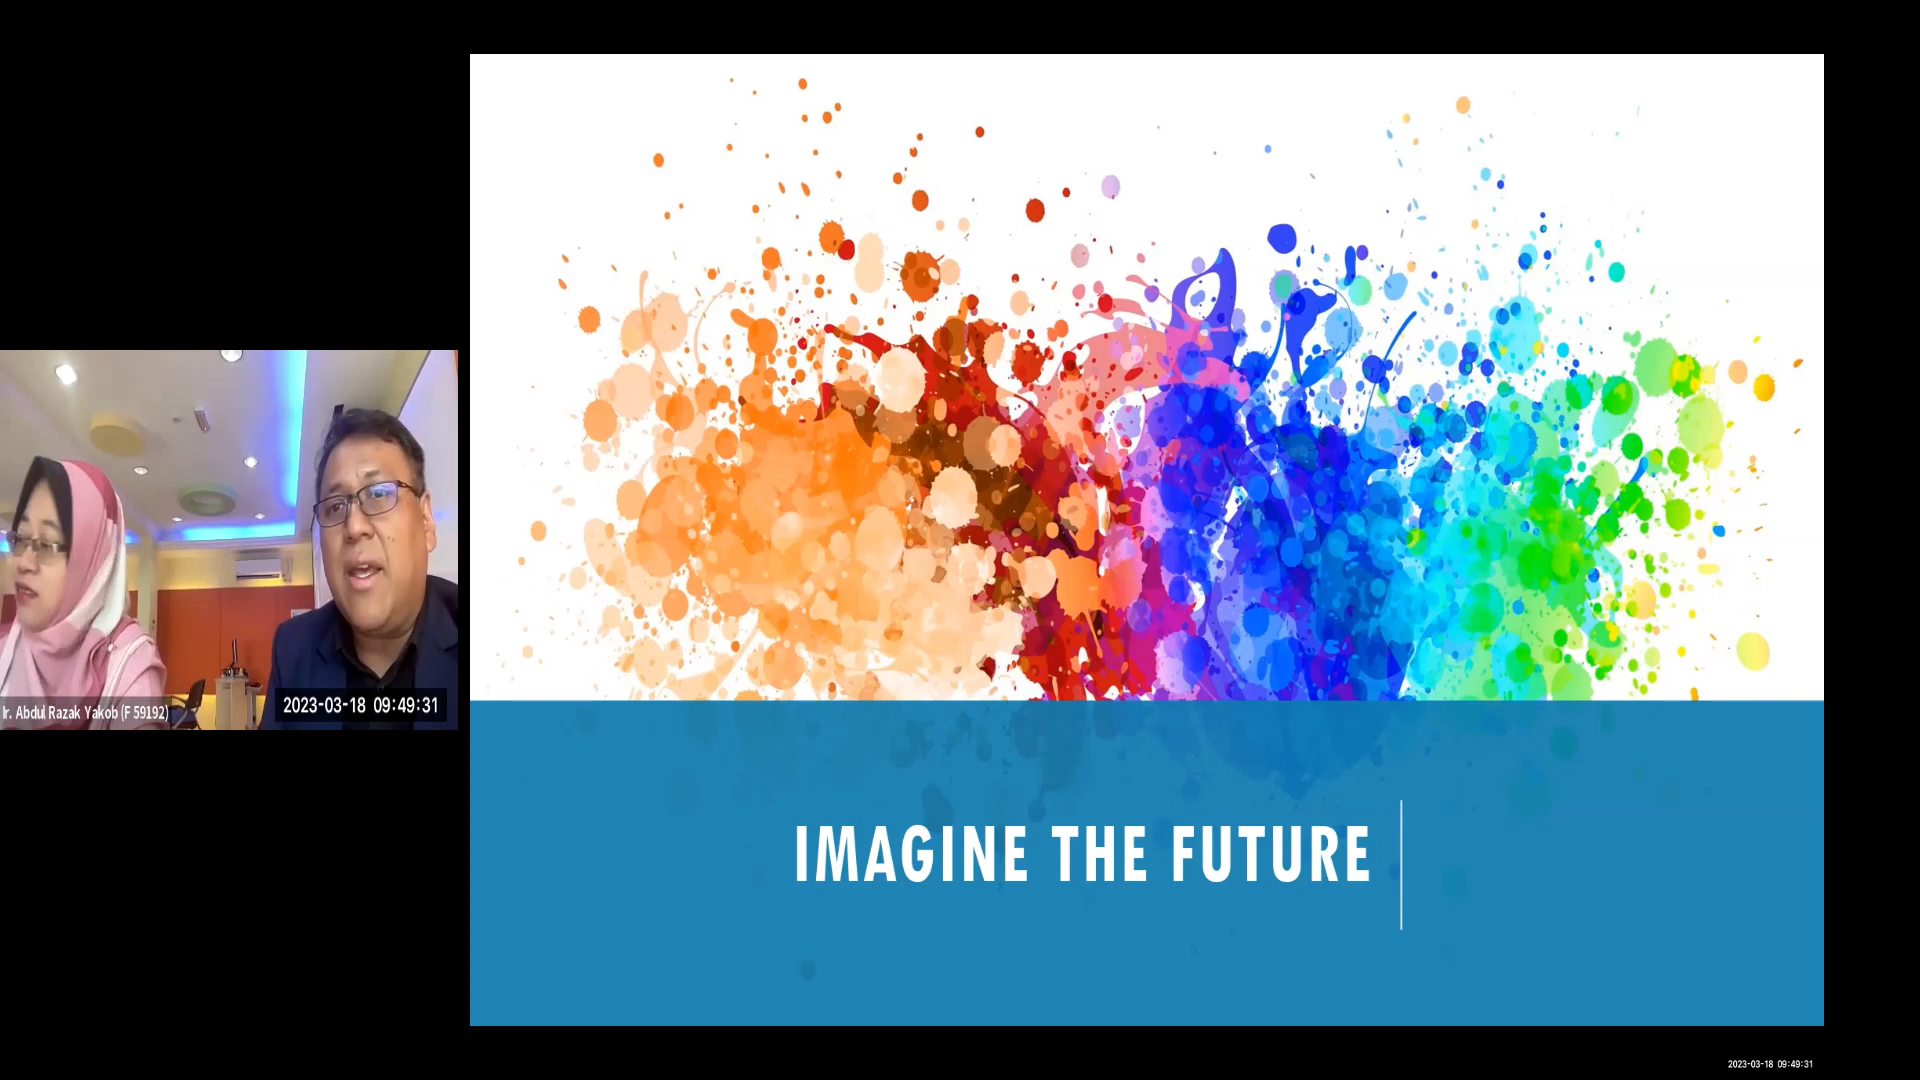 Ir. Abdul Razak Yakob (F 59192)
2023-03-18 09:49:31
IMAGINE THE FUTURE
2023-03-18 09:49:31